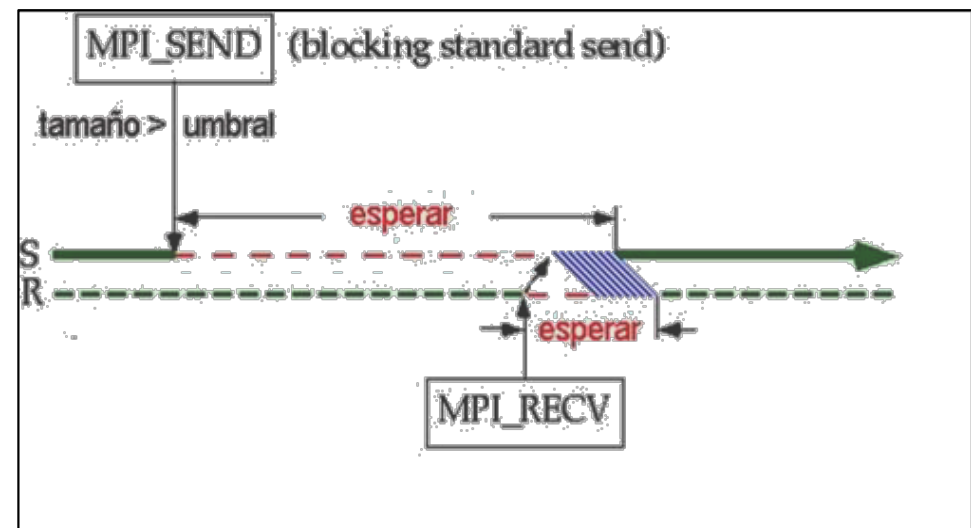 MPI_SEND (blocking standard send)
tamaño > umbral
esperar
S
R
esperar
MPI_RECV